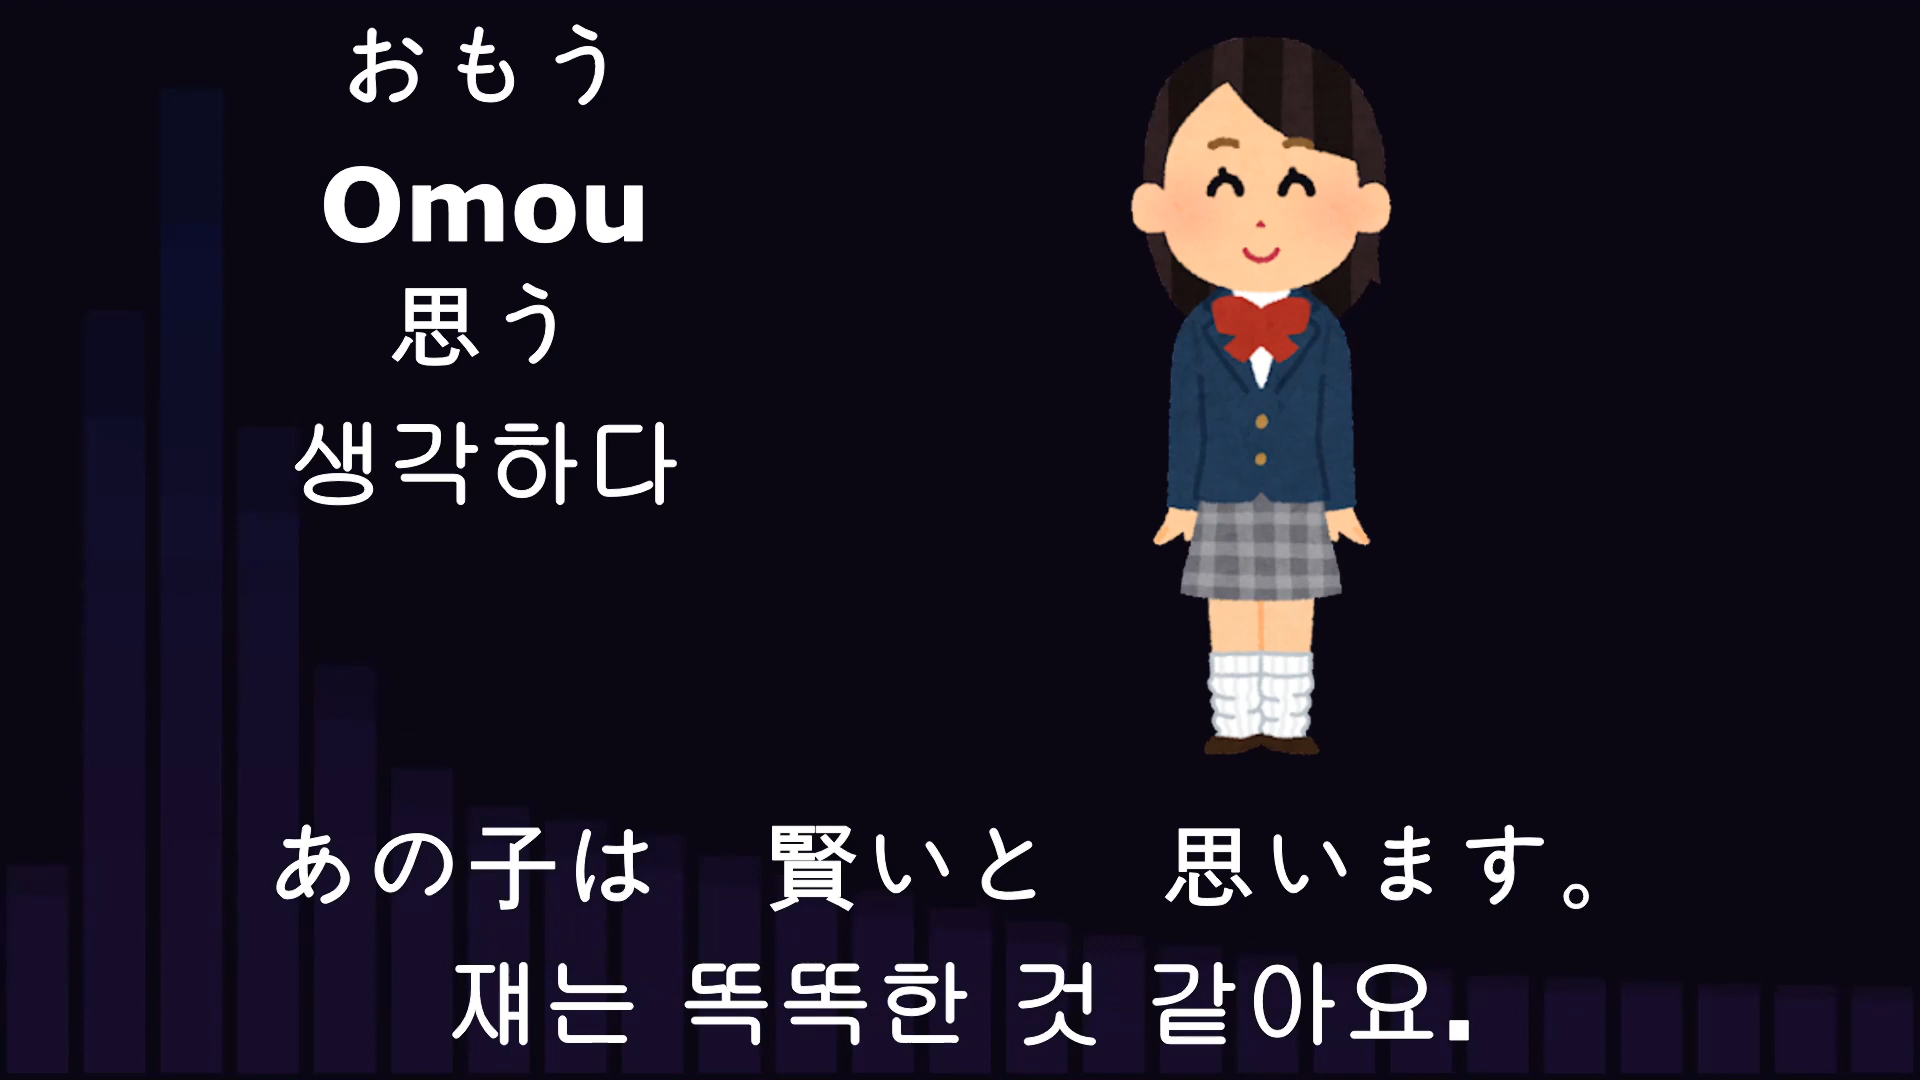 おもう
Omou
思う
생각하다
あの子は　賢いと　思います。
쟤는 똑똑한 것 같아요.